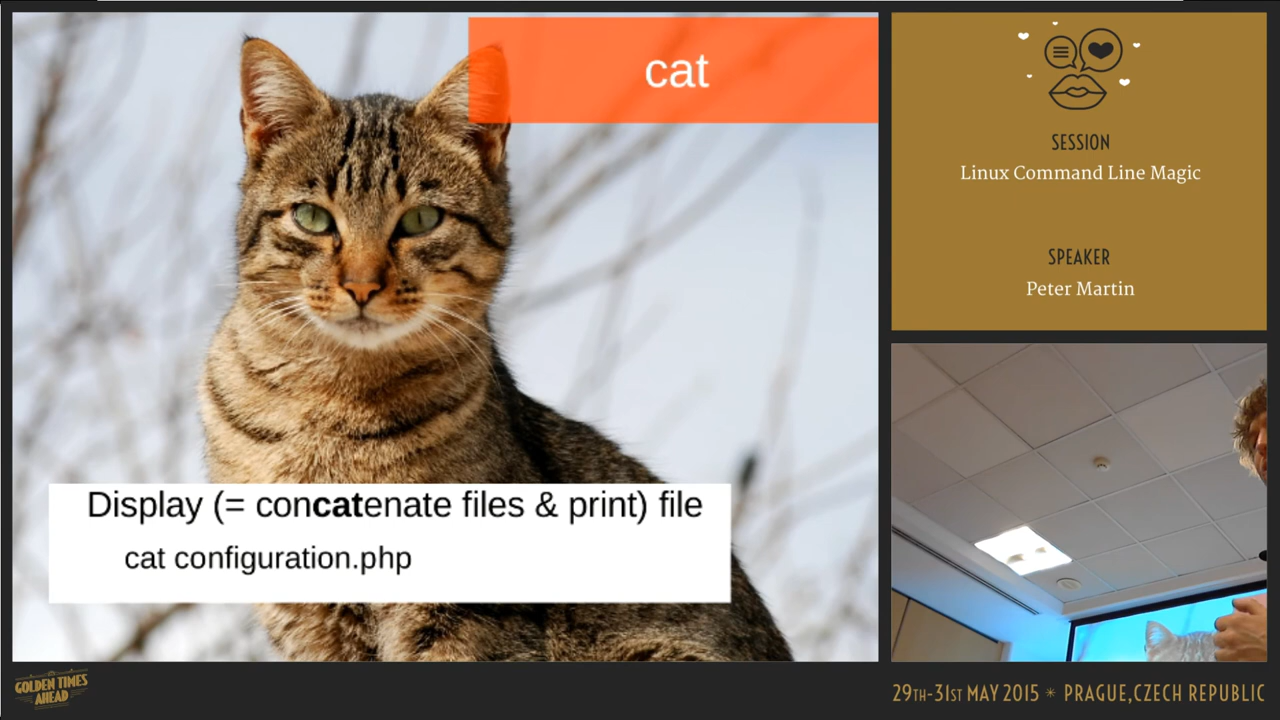 cat
Display (= concatenate files & print) file
cat configuration.php
SESSION
Linux Command Line Magic
SPEAKER
Peter Martin
GOLDEN TIMES
AHEAD
29TH-31ST MAY 2015 * PRAGUE,CZECH REPUBLIC